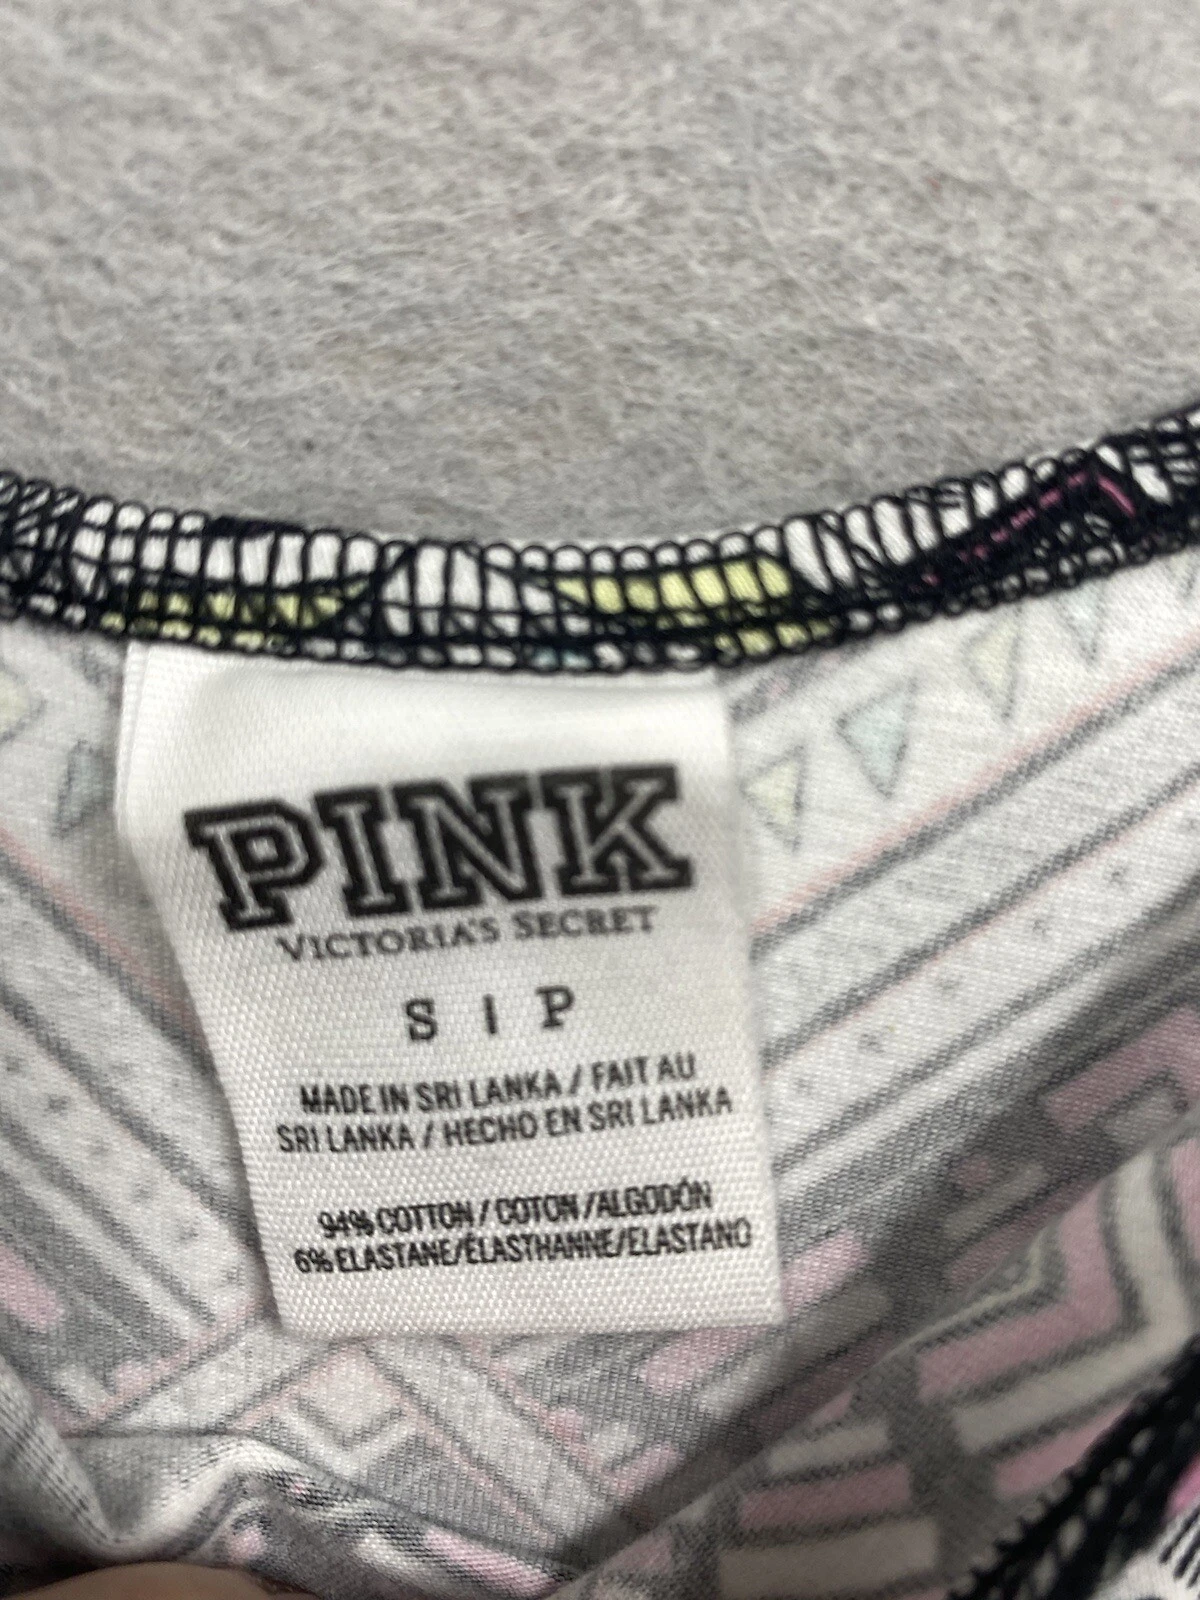 PINK
VICTORIA'S SECRET
S | P
MADE IN SRI LANKA / FAIT AU
SRI LANKA / HECHO EN SRI LANKA
94% COTTON / COTON / ALGODÓN
6% ELASTANE/ÉLASTHANNE/ELASTANO